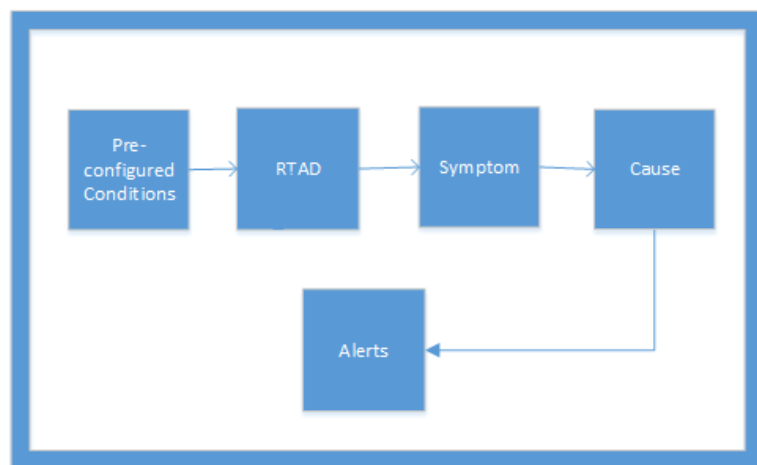 Pre-
configured
Conditions
RTAD
Symptom
Cause
Alerts